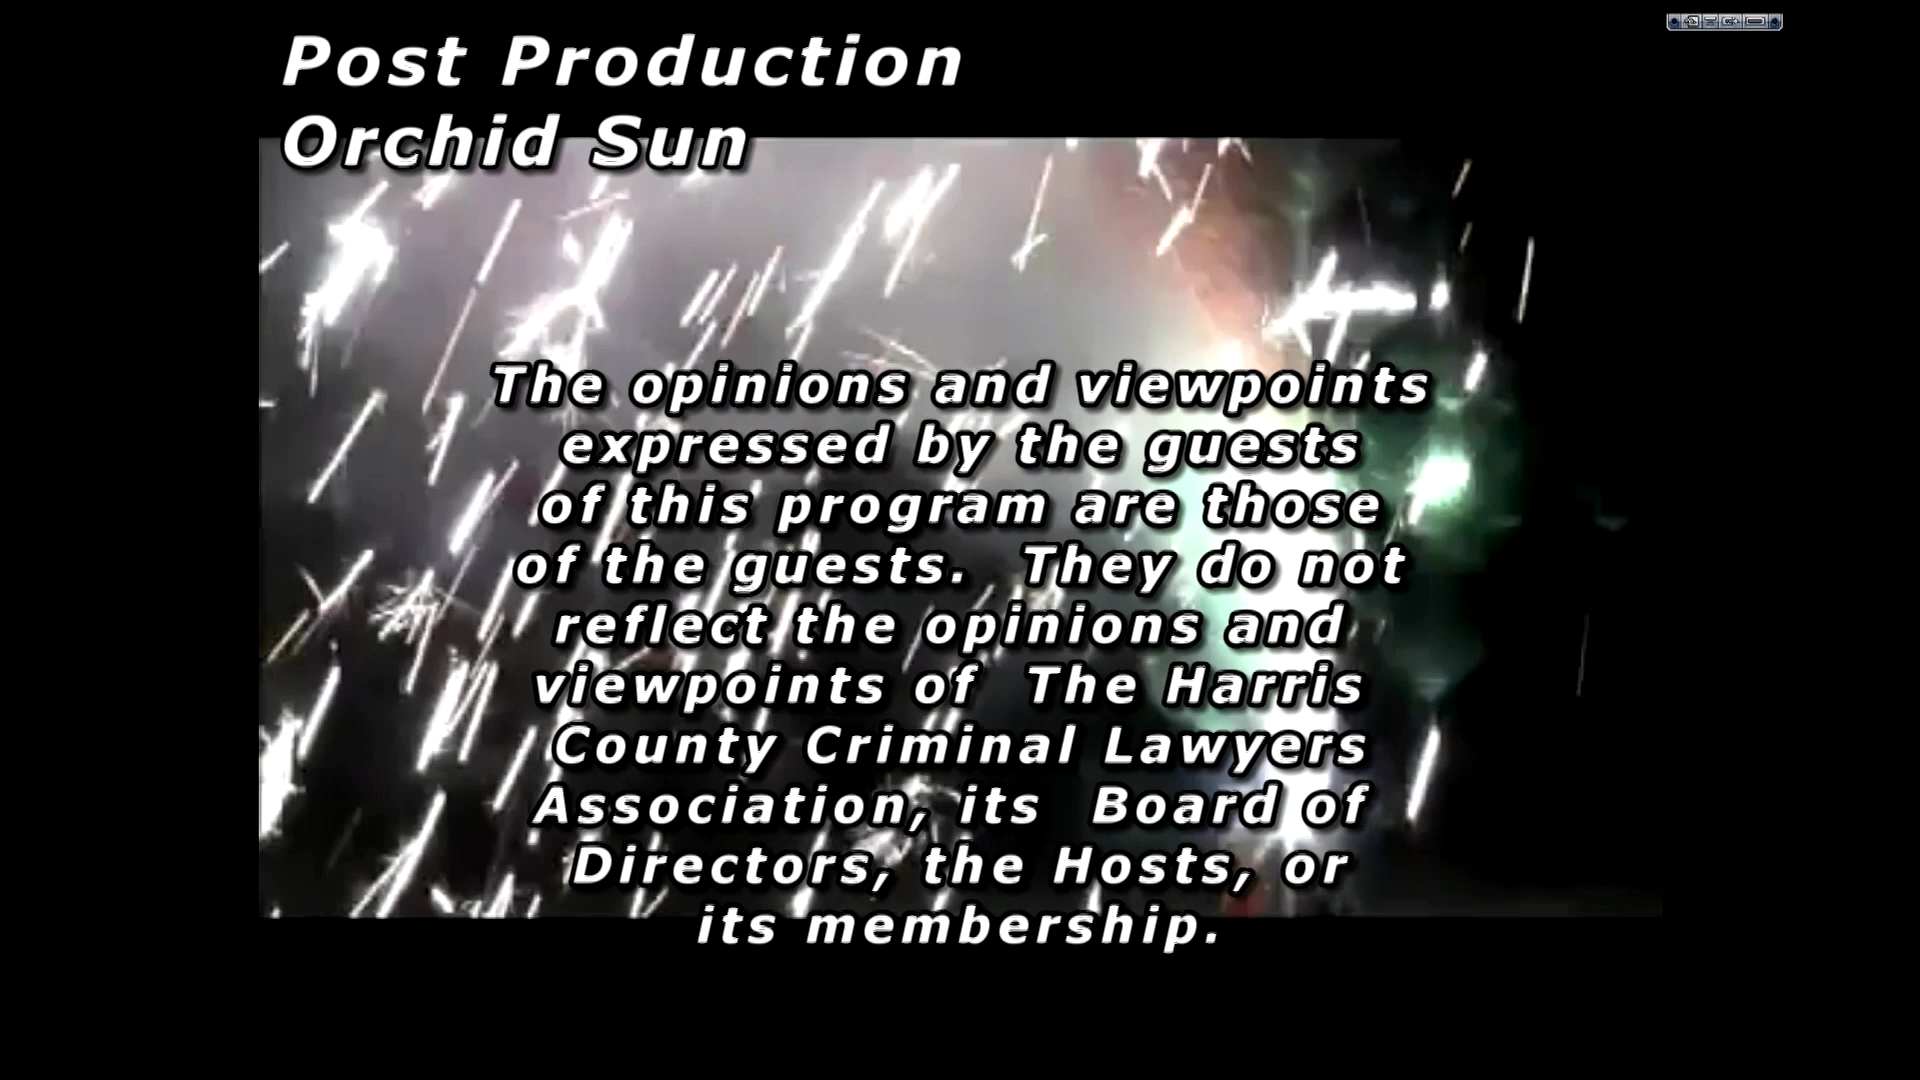 Post Production
Orchid Sun
The opinions and viewpoints
expressed by the guests
of this program are those
of the guests.  They do not
reflect the opinions and
viewpoints of  The Harris
County Criminal Lawyers
Association, its  Board of
Directors, the Hosts, or
its membership.